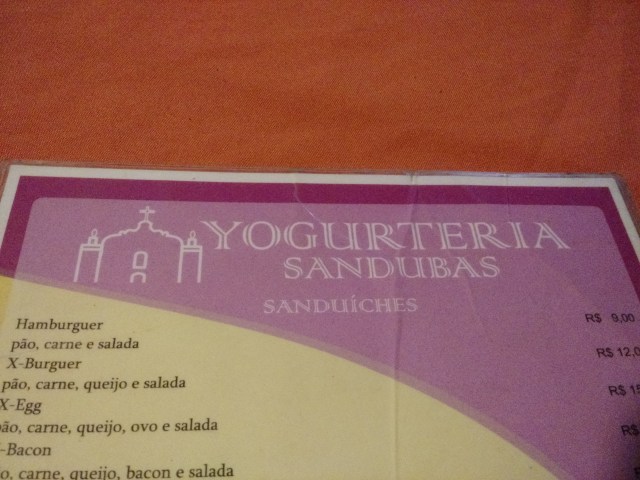 YOGURTERIA
SANDUBAS
SANDUÍCHES
Hamburguer R$ 9,00
pão, carne e salada
X-Burguer R$ 12,0
pão, carne, queijo e salada
X-Egg R$ 15
pão, carne, queijo, ovo e salada
-Bacon R$
o, carne, queijo, bacon e salada